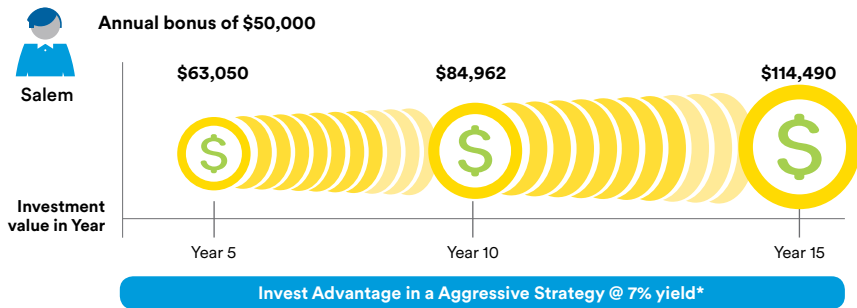 Annual bonus of $50,000
Salem
$63,050
$84,962
$114,490
$
$
$
Investment
value in Year
Year 5
Year 10
Year 15
Invest Advantage in a Aggressive Strategy @ 7% yield*